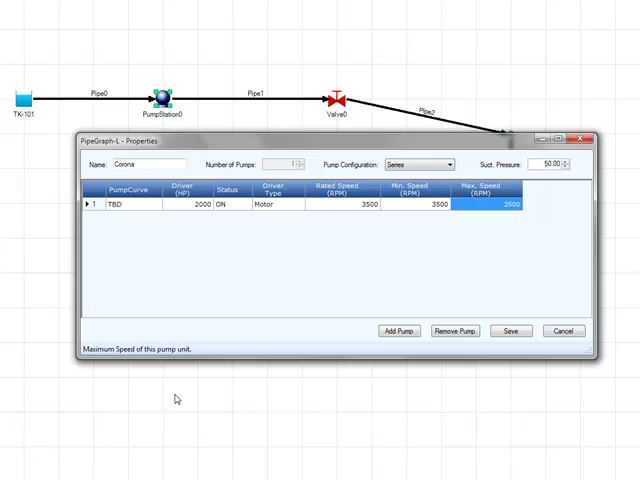 Pipe0
Pipe1
Pipe2
TK-101
PumpStation0
Valve0
PipeGraph-L - Properties
Name: Corona Number of Pumps: 1 Pump Configuration: Series Suct. Pressure: 50.00
PumpCurve Driver (HP) Status Driver Type Rated Speed (RPM) Min. Speed (RPM) Max. Speed (RPM)
1 TBD 2000 ON Motor 3500 3500 3500
Add Pump Remove Pump Save Cancel
Maximum Speed of this pump unit.